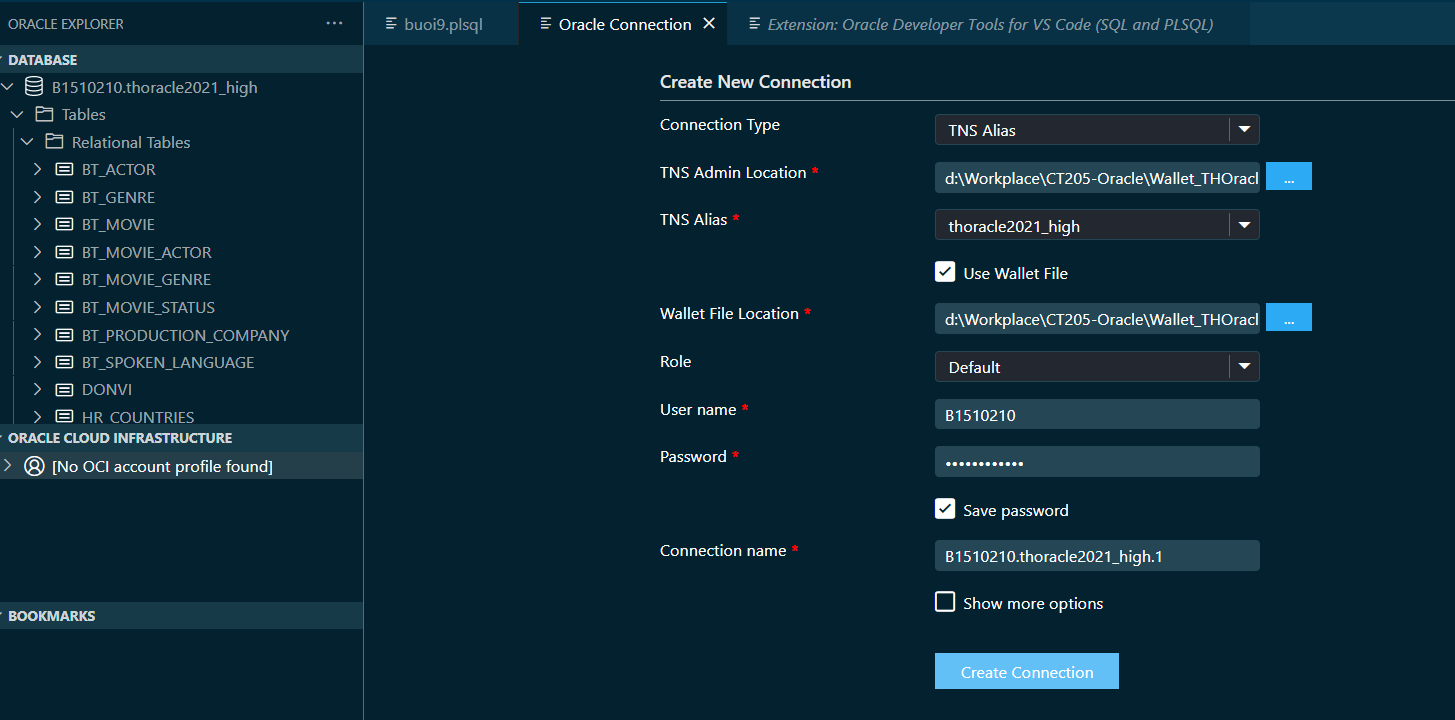 ORACLE EXPLORER ...
buoi9.plsql
Oracle Connection
Extension: Oracle Developer Tools for VS Code (SQL and PLSQL)
DATABASE
B1510210.thoracle2021_high
Tables
Relational Tables
BT_ACTOR
BT_GENRE
BT_MOVIE
BT_MOVIE_ACTOR
BT_MOVIE_GENRE
BT_MOVIE_STATUS
BT_PRODUCTION_COMPANY
BT_SPOKEN_LANGUAGE
DONVI
HR_COUNTRIES
ORACLE CLOUD INFRASTRUCTURE
[No OCI account profile found]
BOOKMARKS
Create New Connection
Connection Type
TNS Alias
TNS Admin Location *
d:\Workplace\CT205-Oracle\Wallet_THOracl
...
TNS Alias *
thoracle2021_high
Use Wallet File
Wallet File Location *
d:\Workplace\CT205-Oracle\Wallet_THOracl
...
Role
Default
User name *
B1510210
Password *
••••••••••••
Save password
Connection name *
B1510210.thoracle2021_high.1
Show more options
Create Connection